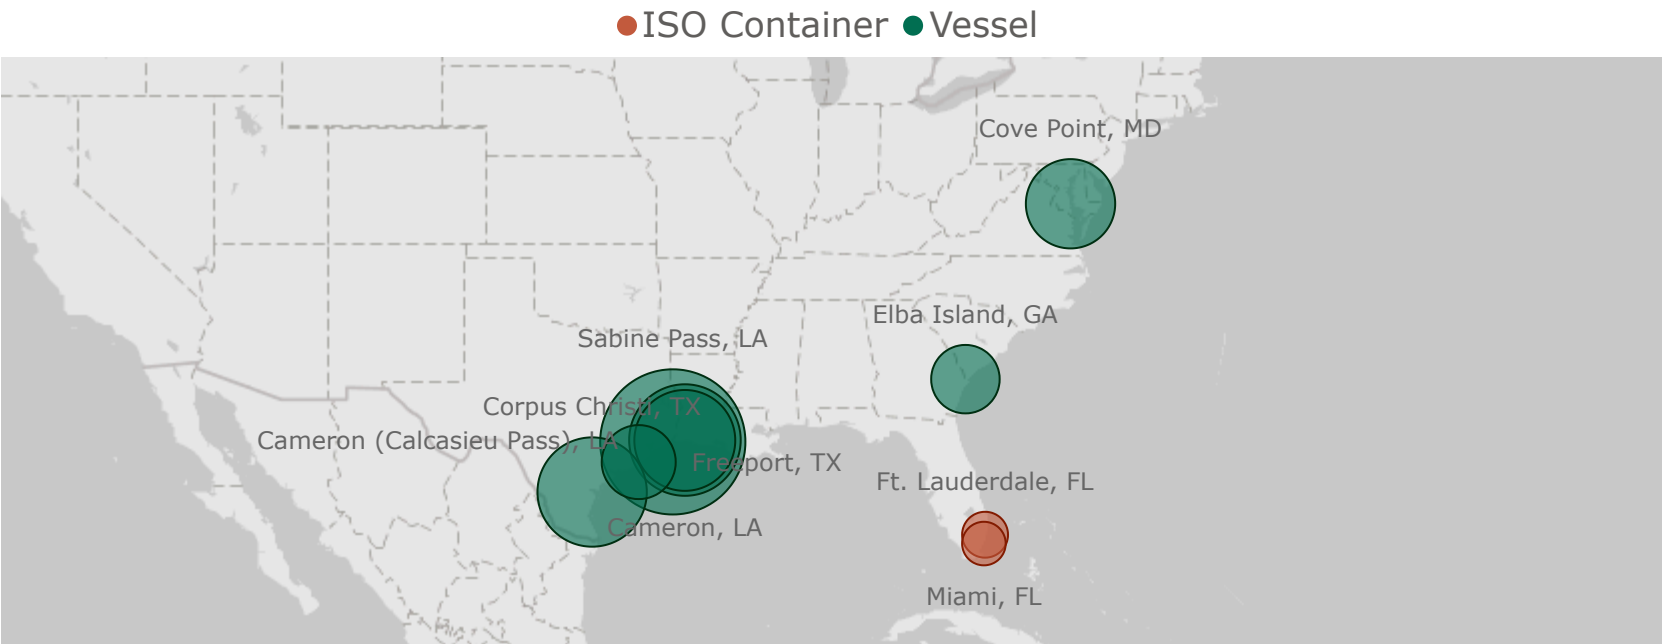 ISO Container Vessel
Cove Point, MD
Elba Island, GA
Sabine Pass, LA
Corpus Christi, TX
Cameron (Calcasieu Pass), LA
Freeport, TX
Ft. Lauderdale, FL
Cameron, LA
Miami, FL